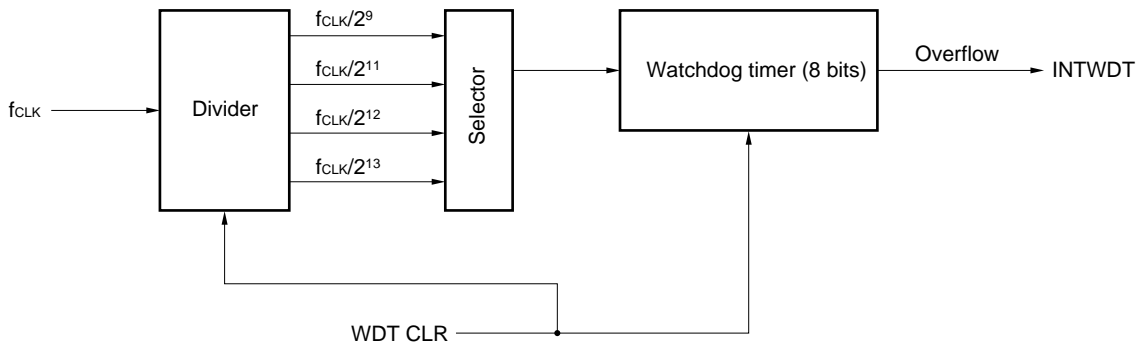 fCLK/2⁹
fCLK/2¹¹
fCLK/2¹²
fCLK/2¹³
fCLK
Divider
Selector
Watchdog timer (8 bits)
Overflow
INTWDT
WDT CLR